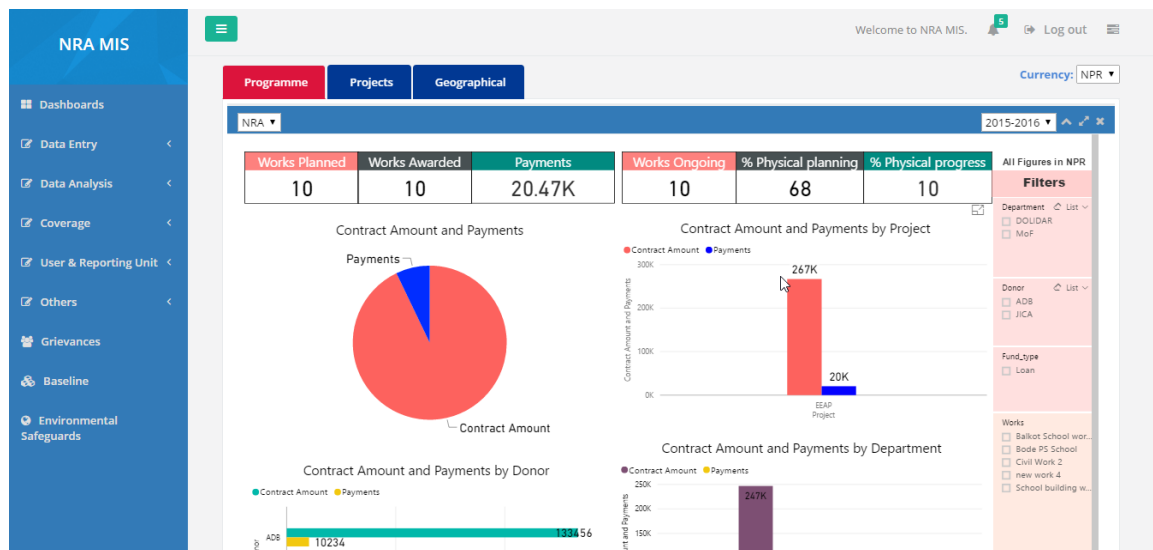 NRA MIS
Dashboards
Data Entry
Data Analysis
Coverage
User & Reporting Unit
Others
Grievances
Baseline
Environmental
Safeguards
Welcome to NRA MIS.
5
Log out
Programme
Projects
Geographical
Currency: NPR
NRA
2015-2016
Works Planned
Works Awarded
Payments
10
10
20.47K
Works Ongoing
% Physical planning
% Physical progress
10
68
10
Contract Amount and Payments
Payments
Contract Amount
Contract Amount and Payments by Project
Contract Amount
Payments
Contract Amount and Payments
300K
200K
100K
0K
267K
20K
EEAP
Project
Contract Amount and Payments by Donor
Contract Amount
Payments
ADB
133456
10234
Contract Amount and Payments by Department
Contract Amount
Payments
250K
200K
150K
247K
All Figures in NPR
Filters
Department
List
DOLIDAR
MoF
Donor
List
ADB
JICA
Fund_type
Loan
Works
Balkot School wor...
Bode PS School
Civil Work 2
new work 4
School building w...